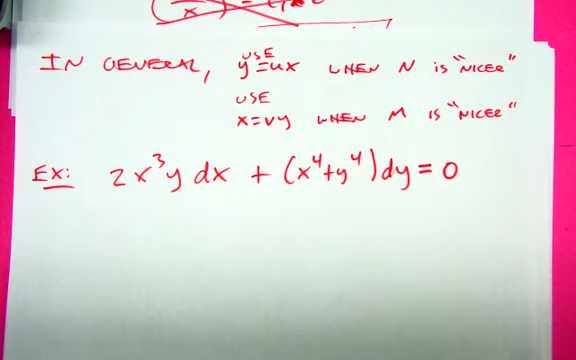 IN GENERAL, USE y=ux WHEN N IS "NICER"
USE
x=vy WHEN M IS "NICER"
EX: 2x³y dx + (x⁴+y⁴)dy = 0